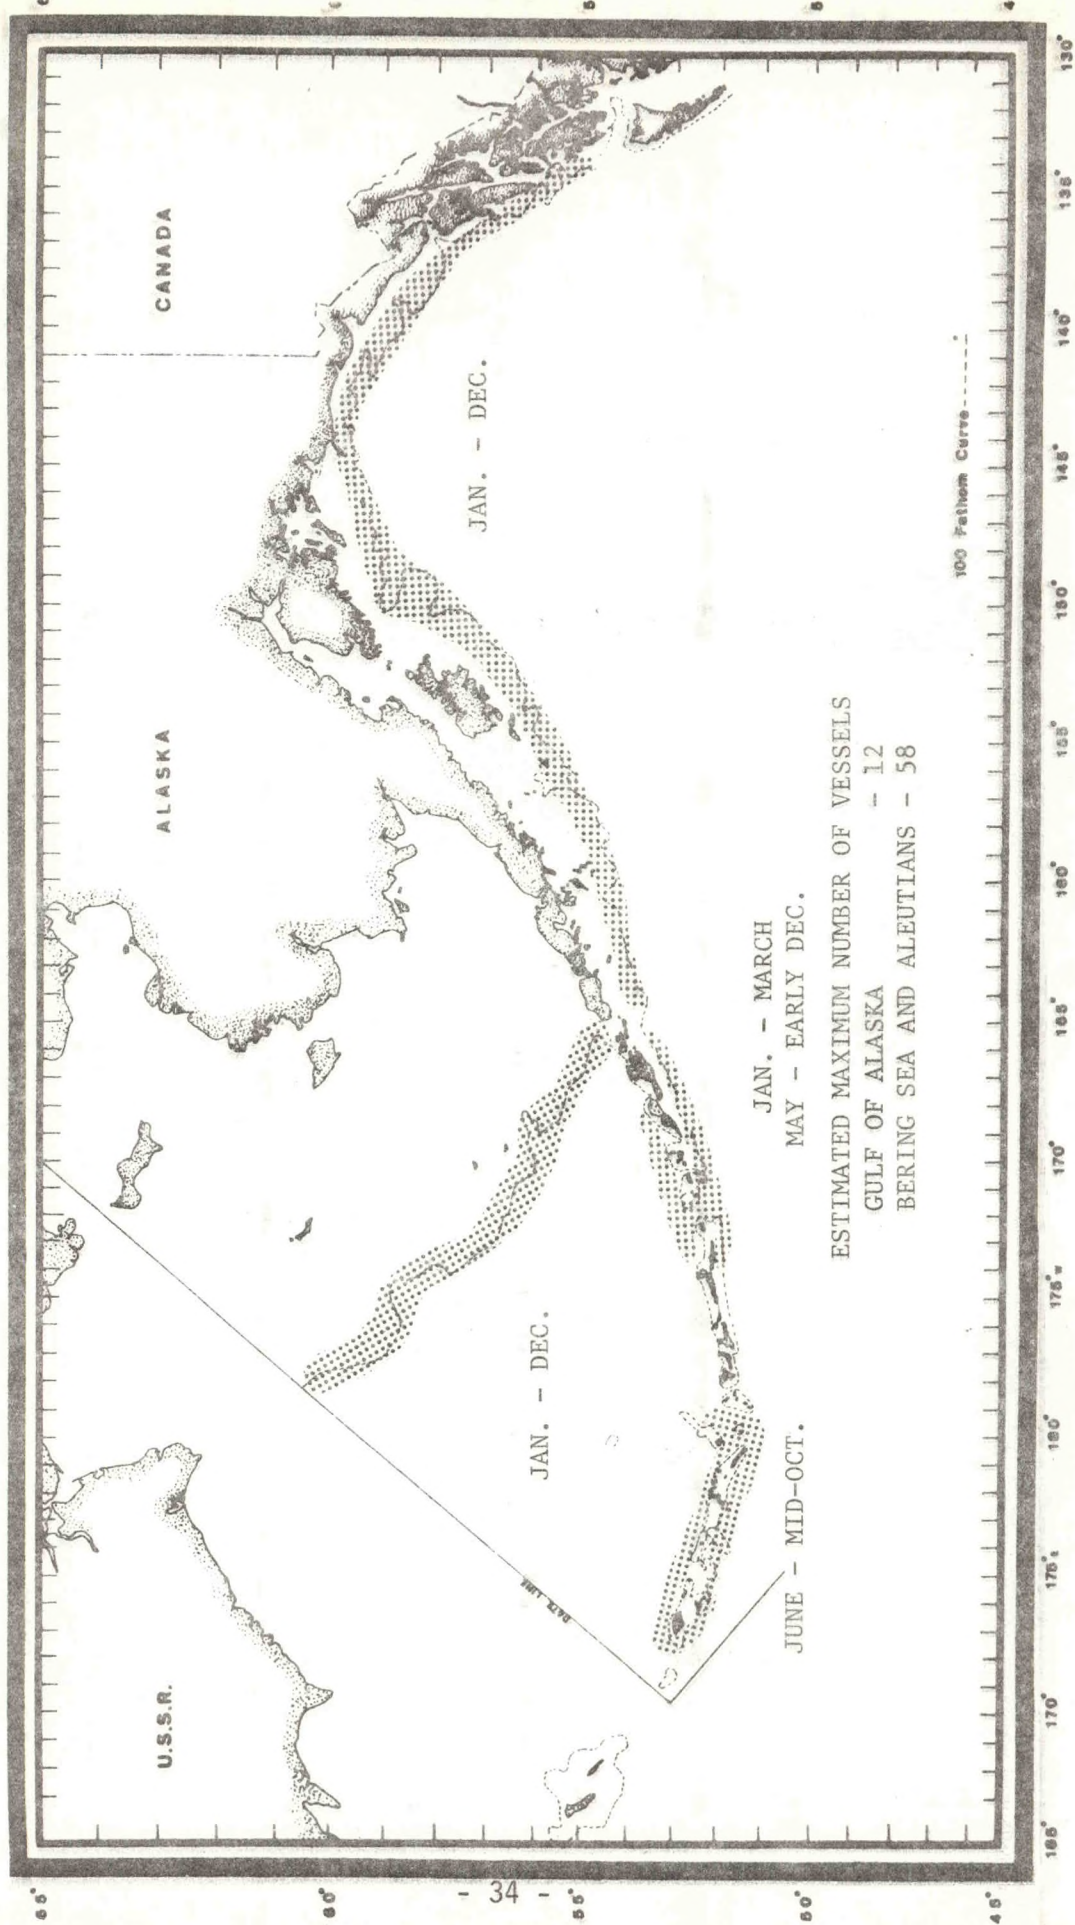 U.S.S.R.
ALASKA
CANADA
DATE LINE
JAN. - DEC.
JAN. - DEC.
JUNE - MID-OCT.
JAN. - MARCH
MAY - EARLY DEC.
ESTIMATED MAXIMUM NUMBER OF VESSELS
GULF OF ALASKA - 12
BERING SEA AND ALEUTIANS - 58
100 Fathom Curve
65°
60°
55°
50°
45°
165° 170° 175°E 180° 175°W 170° 165° 160° 155° 150° 145° 140° 135° 130°
- 34 -